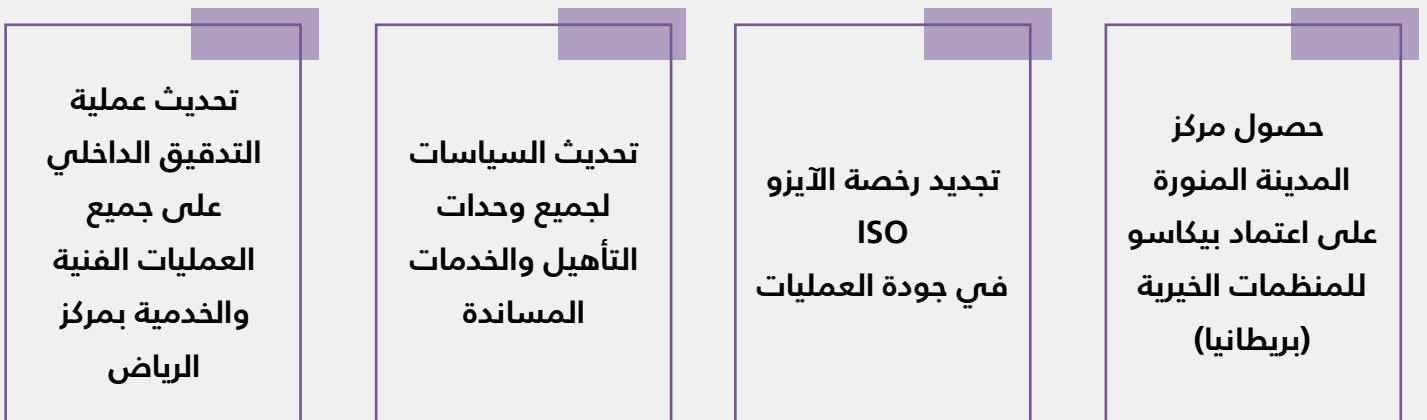 حصول مركز
المدينة المنورة
على اعتماد بيكاسو
للمنظمات الخيرية
(بريطانيا)
تجديد رخصة الآيزو
ISO
في جودة العمليات
تحديث السياسات
لجميع وحدات
التأهيل والخدمات
المساندة
تحديث عملية
التدقيق الداخلي
على جميع
العمليات الفنية
والخدمية بمركز
الرياض